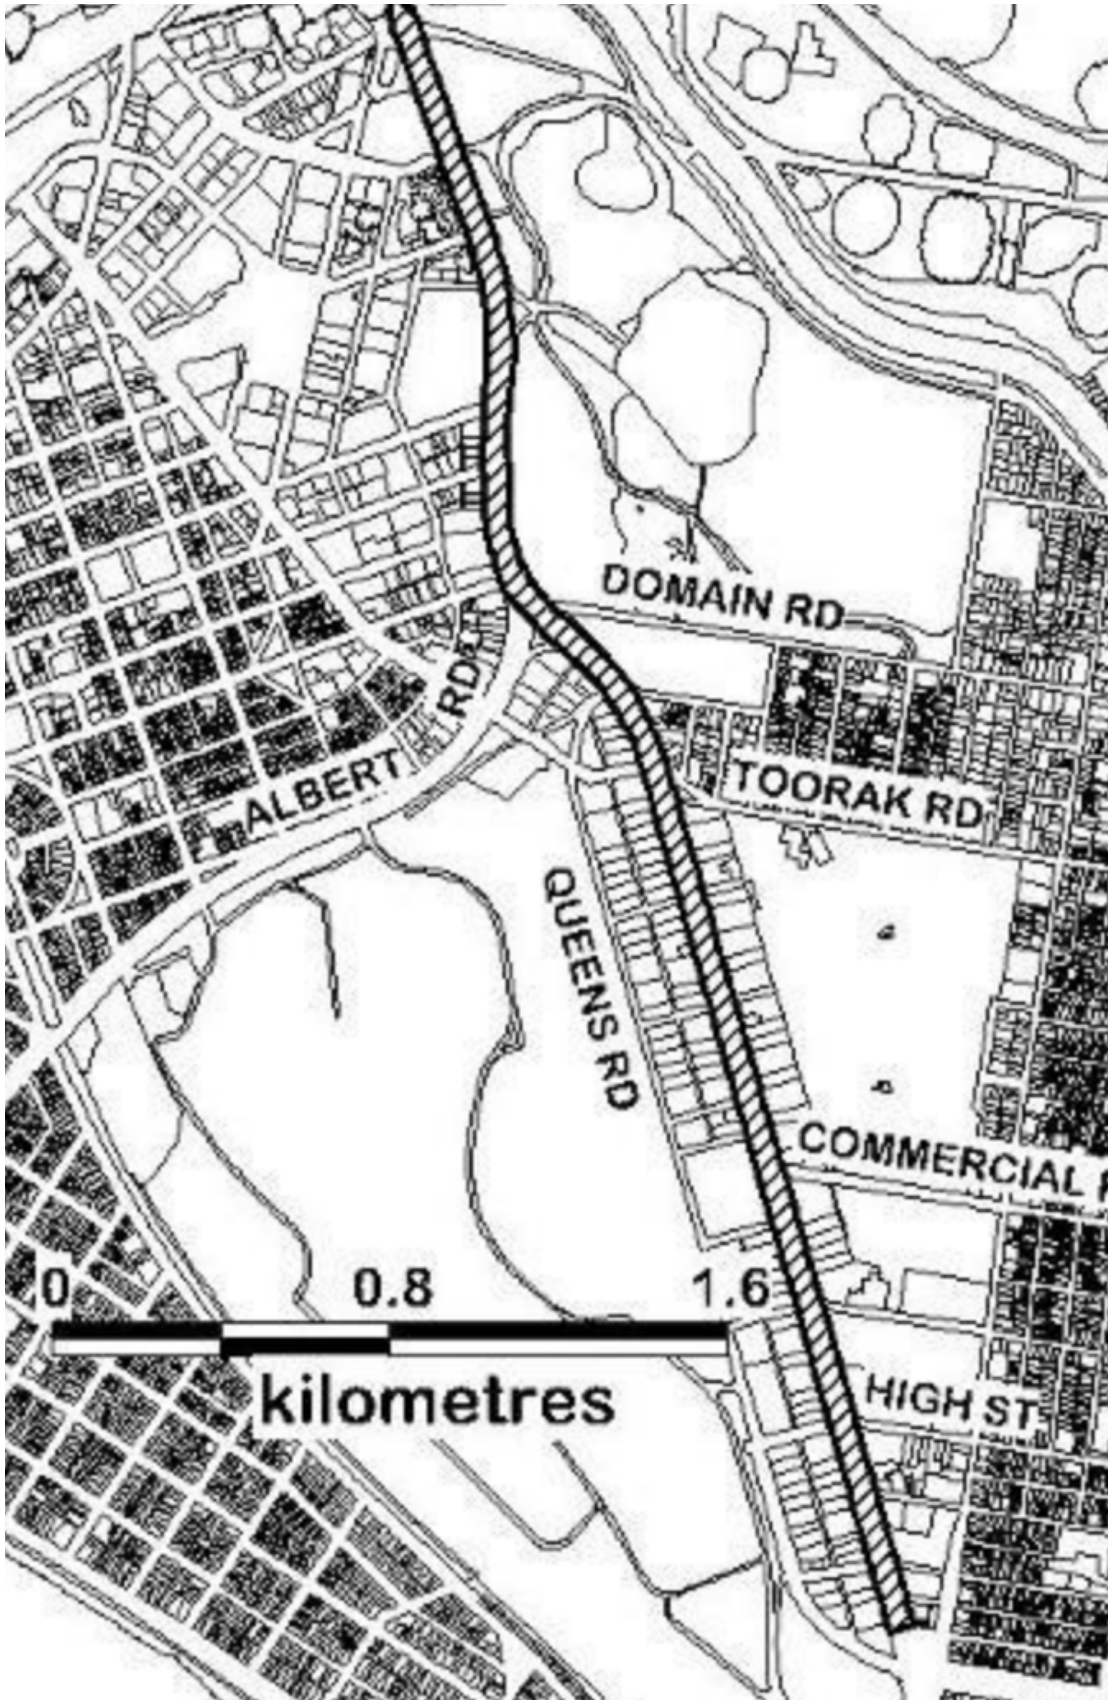 DOMAIN RD
ALBERT RD
TOORAK RD
QUEENS RD
COMMERCIAL
0 0.8 1.6
kilometres
HIGH ST